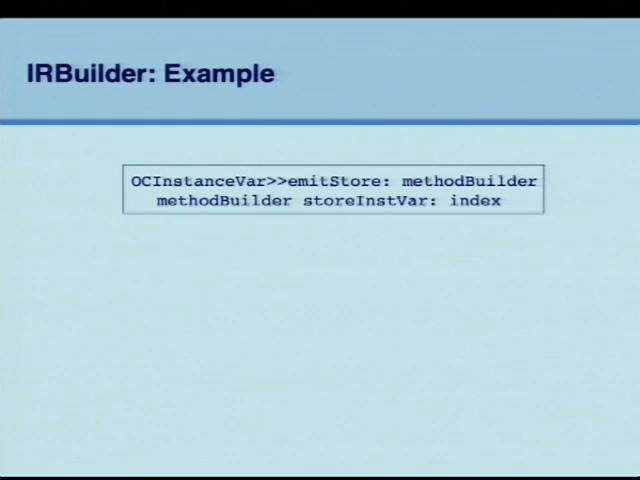 IRBuilder: Example
OCInstanceVar>>emitStore: methodBuilder
methodBuilder storeInstVar: index